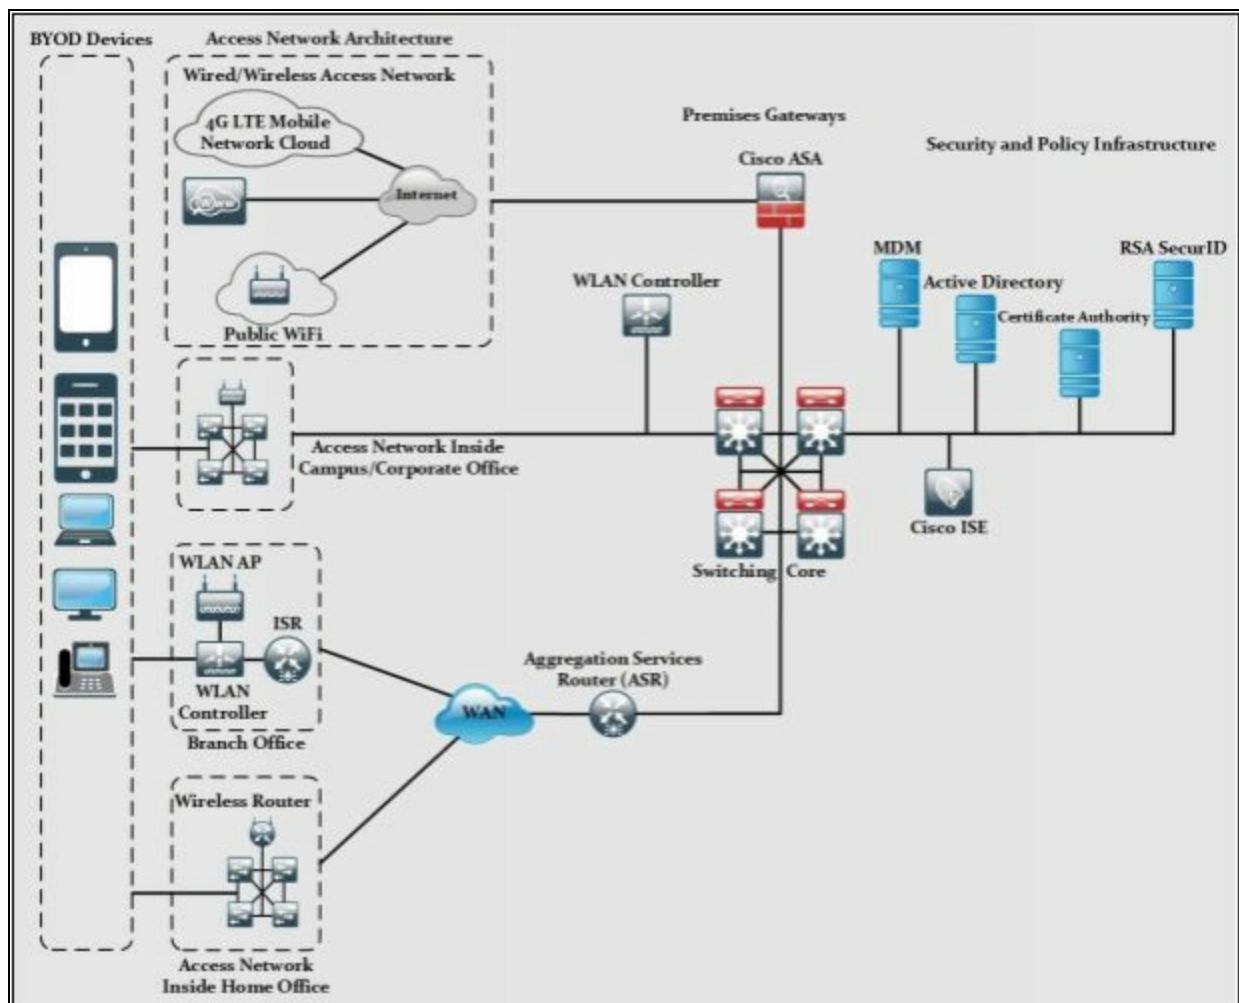 BYOD Devices
Access Network Architecture
Wired/Wireless Access Network
4G LTE Mobile
Network Cloud
Internet
Www
Public WiFi
Premises Gateways
Cisco ASA
Security and Policy Infrastructure
MDM
RSA SecurID
WLAN Controller
Active Directory
Certificate Authority
Access Network Inside
Campus/Corporate Office
Cisco ISE
Switching Core
WLAN AP
ISR
WLAN
Controller
Branch Office
Aggregation Services
Router (ASR)
WAN
Wireless Router
Access Network
Inside Home Office